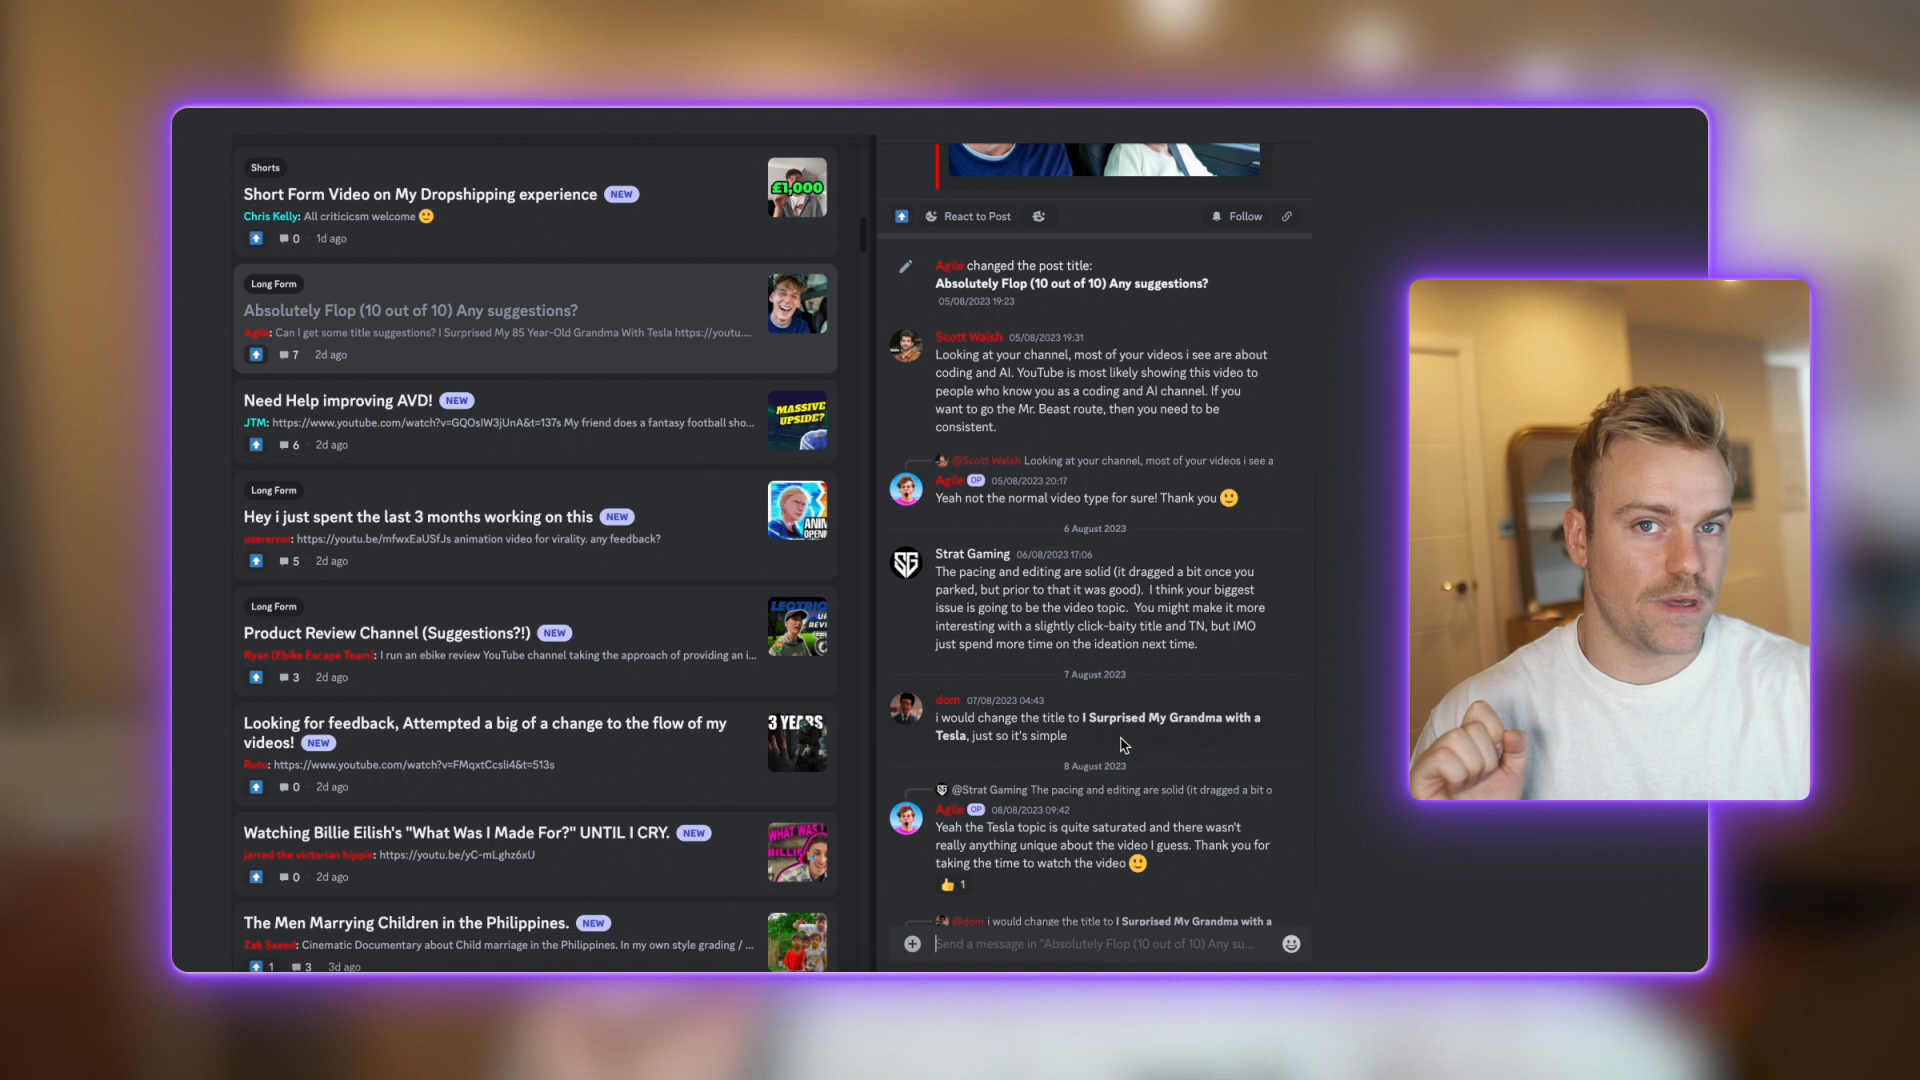 Shorts
Short Form Video on My Dropshipping experience NEW
Chris Kelly: All criticicsm welcome
0 1d ago
£1,000
Long Form
Absolutely Flop (10 out of 10) Any suggestions?
Agile: Can I get some title suggestions? I Surprised My 85 Year-Old Grandma With Tesla https://youtu....
7 2d ago
Need Help improving AVD! NEW
JTM: https://www.youtube.com/watch?v=GQOsIW3jUnA&t=137s My friend does a fantasy football sho...
6 2d ago
MASSIVE
UPSIDE?
Long Form
Hey i just spent the last 3 months working on this NEW
usererror: https://youtu.be/mfwxEaUSfJs animation video for virality. any feedback?
5 2d ago
ANIM
OPENI
Long Form
Product Review Channel (Suggestions?!) NEW
Ryan (Ebike Escape Team): I run an ebike review YouTube channel taking the approach of providing an i...
3 2d ago
LECTRIC
UP
REVI
Looking for feedback, Attempted a big of a change to the flow of my
videos! NEW
https://www.youtube.com/watch?v=FMqxtCcsli4&t=513s
0 2d ago
3 YEARS
Watching Billie Eilish's "What Was I Made For?" UNTIL I CRY. NEW
jarred the victorian hippie: https://youtu.be/yC-mLghz6xU
0 2d ago
WHAT WAS I
BILLIE
The Men Marrying Children in the Philippines. NEW
Zak Saeed: Cinematic Documentary about Child marriage in the Philippines. In my own style grading / ...
1 3 3d ago
React to Post
Follow
Agile changed the post title:
Absolutely Flop (10 out of 10) Any suggestions?
05/08/2023 19:23
Scott Walsh 05/08/2023 19:31
Looking at your channel, most of your videos i see are about
coding and AI. YouTube is most likely showing this video to
people who know you as a coding and AI channel. If you
want to go the Mr. Beast route, then you need to be
consistent.
@Scott Walsh Looking at your channel, most of your videos i see a
Agile OP 05/08/2023 20:17
Yeah not the normal video type for sure! Thank you
6 August 2023
SG
Strat Gaming 06/08/2023 17:06
The pacing and editing are solid (it dragged a bit once you
parked, but prior to that it was good). I think your biggest
issue is going to be the video topic. You might make it more
interesting with a slightly click-baity title and TN, but IMO
just spend more time on the ideation next time.
7 August 2023
dom 07/08/2023 04:43
i would change the title to I Surprised My Grandma with a
Tesla, just so it's simple
8 August 2023
@Strat Gaming The pacing and editing are solid (it dragged a bit o
Agile OP 08/08/2023 09:42
Yeah the Tesla topic is quite saturated and there wasn't
really anything unique about the video I guess. Thank you for
taking the time to watch the video
1
@dom i would change the title to I Surprised My Grandma with a
Send a message in "Absolutely Flop (10 out of 10) Any su...